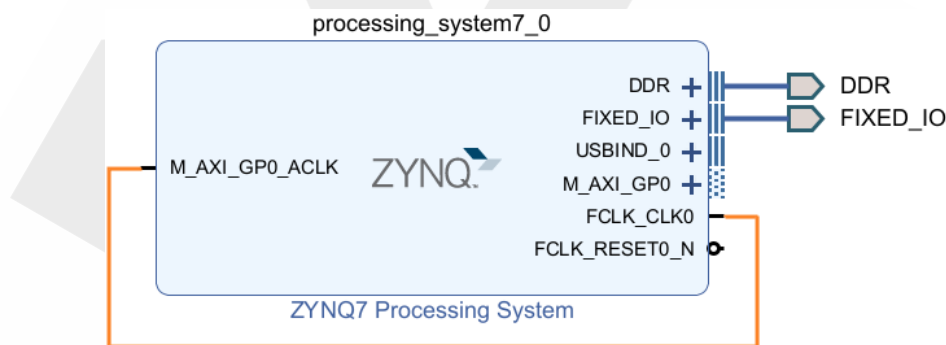 processing_system7_0
DDR
FIXED_IO
USBIND_0
M_AXI_GP0
FCLK_CLK0
FCLK_RESET0_N
M_AXI_GP0_ACLK
ZYNQ.
DDR
FIXED_IO
ZYNQ7 Processing System